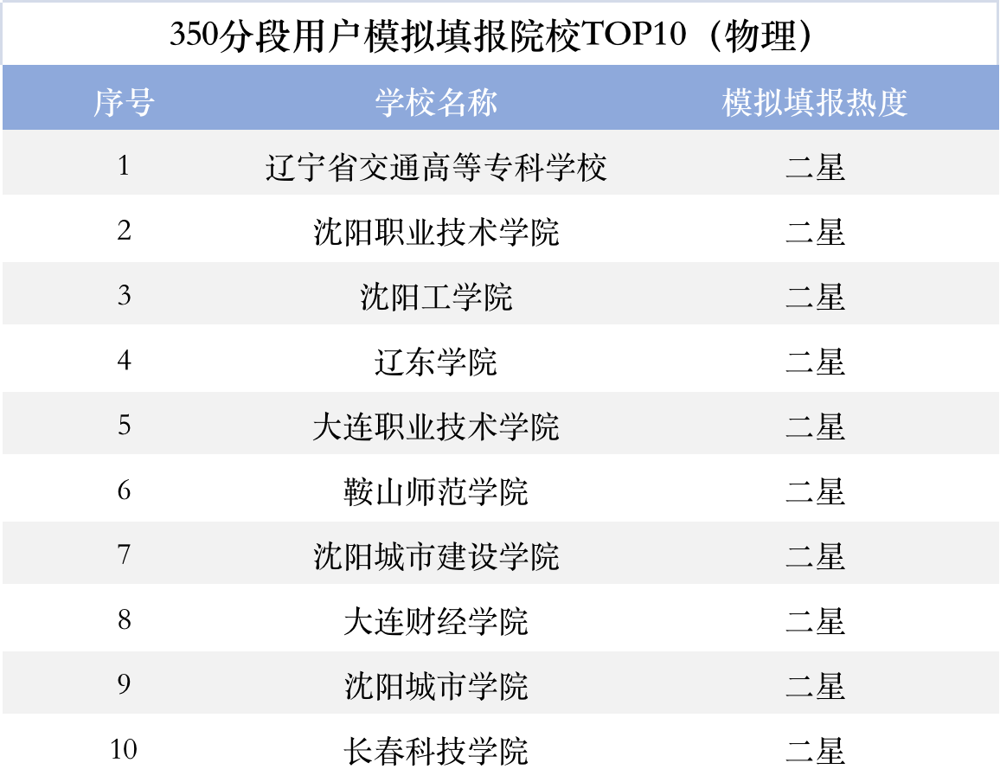 350分段用户模拟填报院校TOP10（物理）
序号 学校名称 模拟填报热度
1 辽宁省交通高等专科学校 二星
2 沈阳职业技术学院 二星
3 沈阳工学院 二星
4 辽东学院 二星
5 大连职业技术学院 二星
6 鞍山师范学院 二星
7 沈阳城市建设学院 二星
8 大连财经学院 二星
9 沈阳城市学院 二星
10 长春科技学院 二星